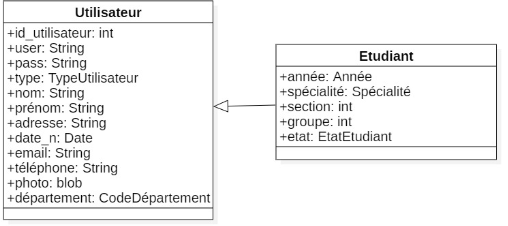 Utilisateur
+id_utilisateur: int
+user: String
+pass: String
+type: TypeUtilisateur
+nom: String
+prénom: String
+adresse: String
+date_n: Date
+email: String
+téléphone: String
+photo: blob
+département: CodeDépartement
Etudiant
+année: Année
+spécialité: Spécialité
+section: int
+groupe: int
+etat: EtatEtudiant